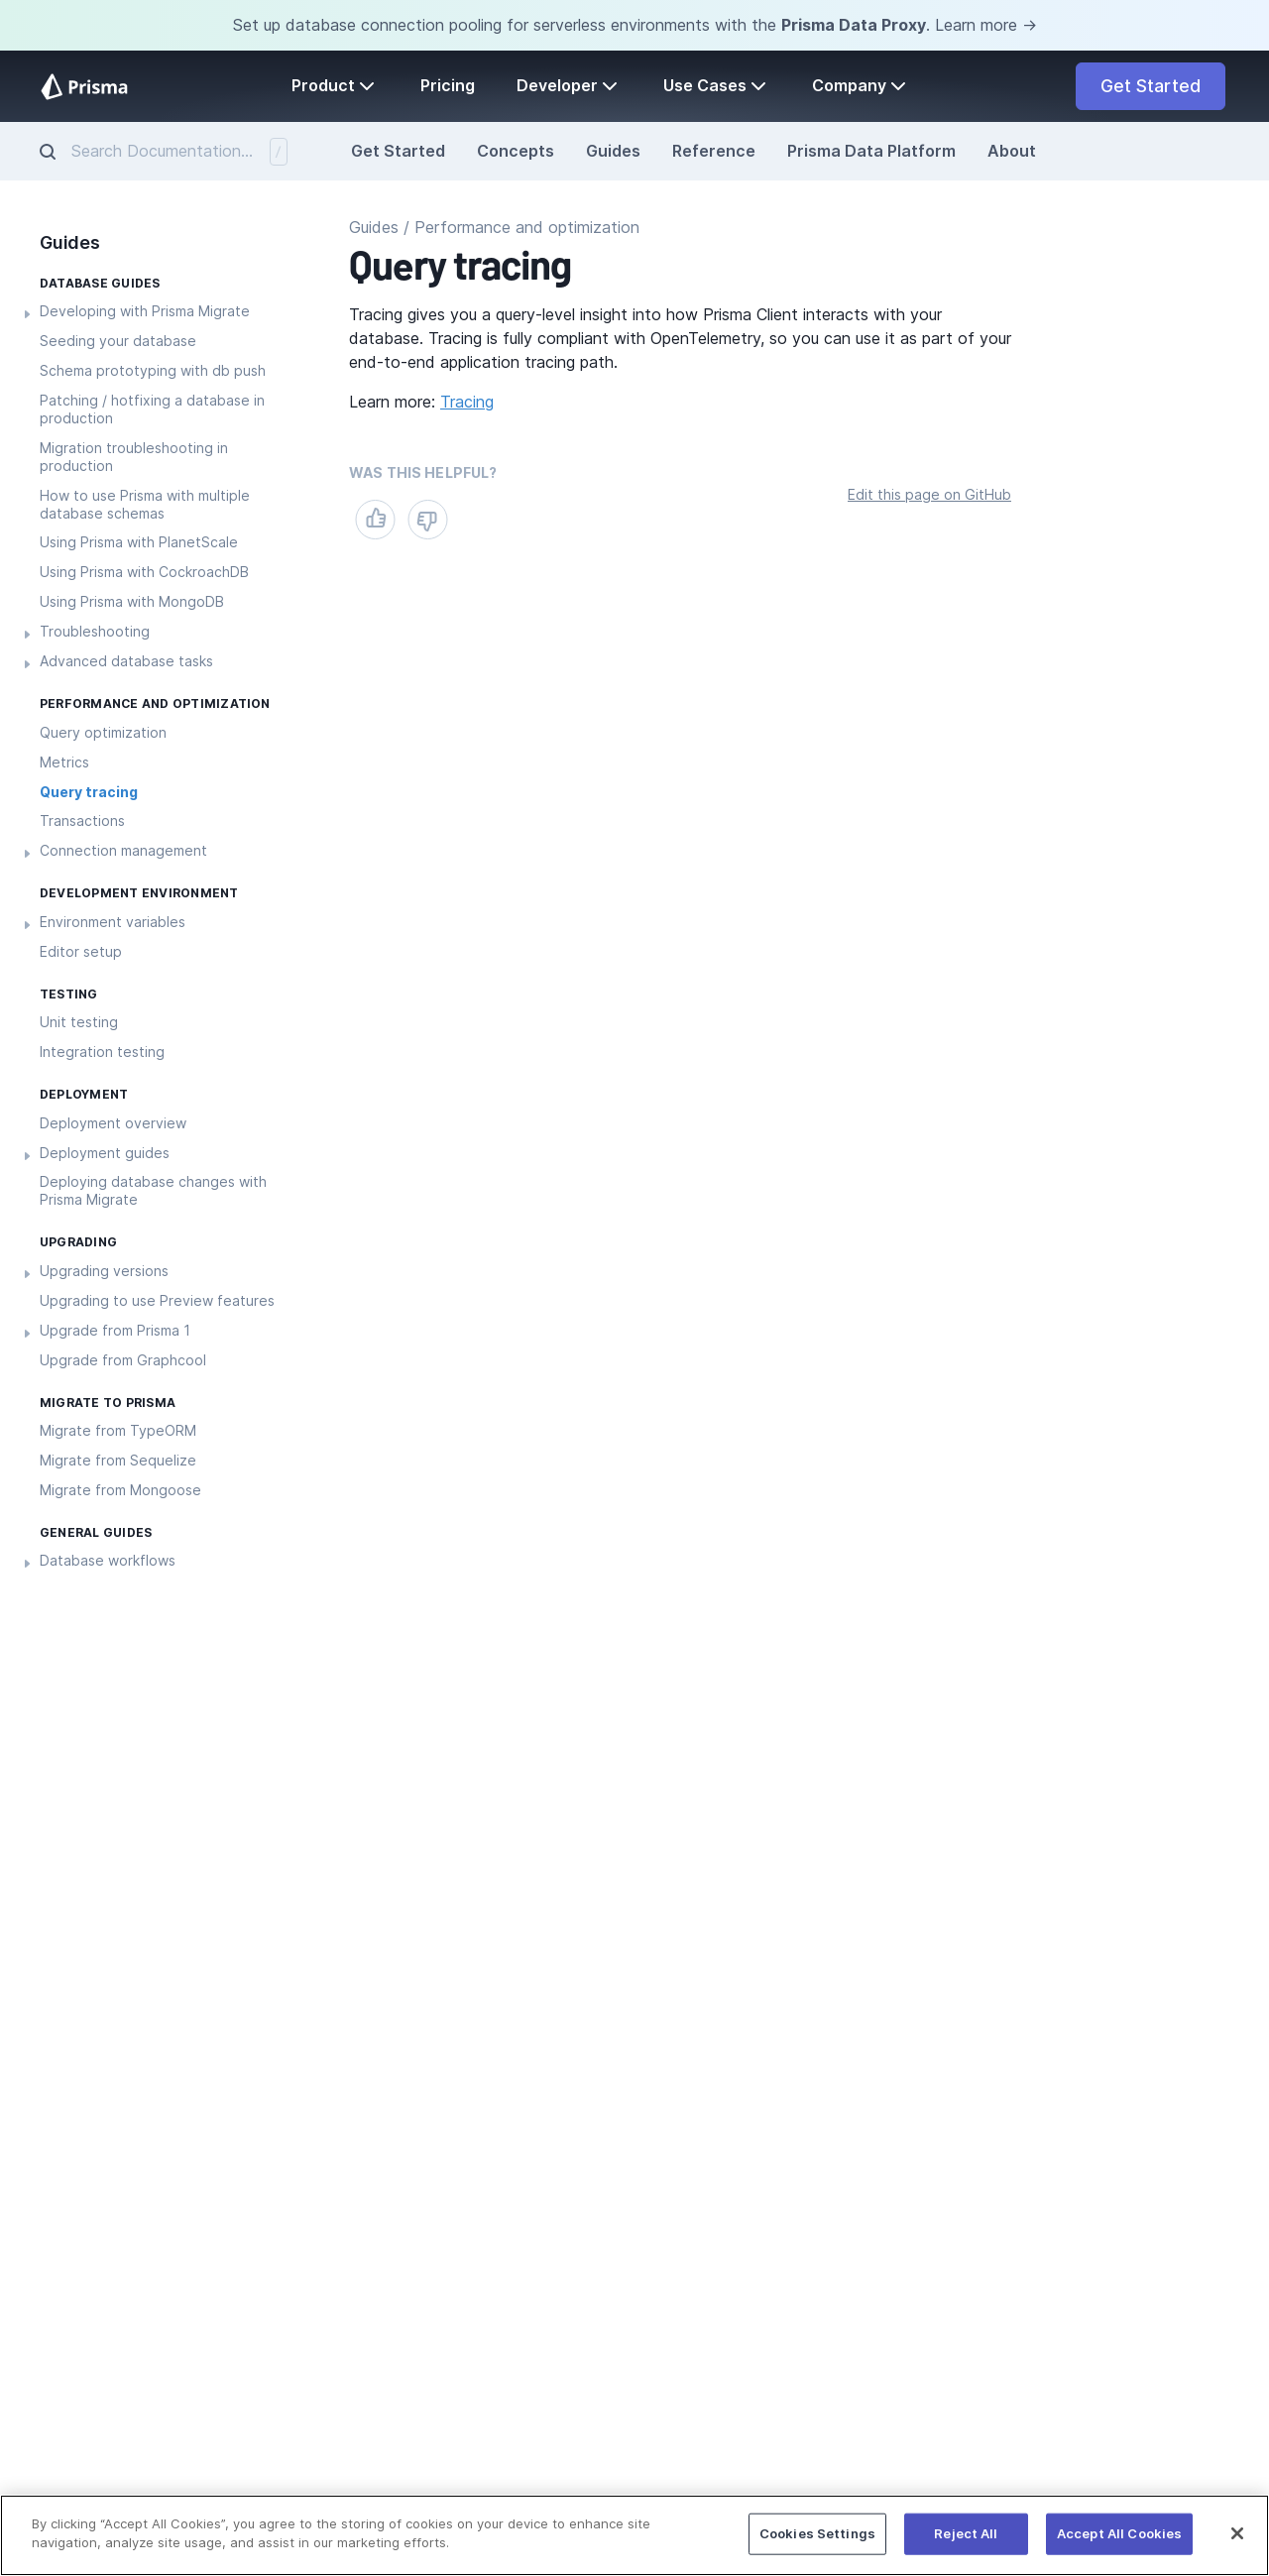 Set up database connection pooling for serverless environments with the Prisma Data Proxy. Learn more →
Prisma
Product
Pricing
Developer
Use Cases
Company
Get Started
Search Documentation...
/
Get Started
Concepts
Guides
Reference
Prisma Data Platform
About
Guides
DATABASE GUIDES
Developing with Prisma Migrate
Seeding your database
Schema prototyping with db push
Patching / hotfixing a database in
production
Migration troubleshooting in
production
How to use Prisma with multiple
database schemas
Using Prisma with PlanetScale
Using Prisma with CockroachDB
Using Prisma with MongoDB
Troubleshooting
Advanced database tasks
PERFORMANCE AND OPTIMIZATION
Query optimization
Metrics
Query tracing
Transactions
Connection management
DEVELOPMENT ENVIRONMENT
Environment variables
Editor setup
TESTING
Unit testing
Integration testing
DEPLOYMENT
Deployment overview
Deployment guides
Deploying database changes with
Prisma Migrate
UPGRADING
Upgrading versions
Upgrading to use Preview features
Upgrade from Prisma 1
Upgrade from Graphcool
MIGRATE TO PRISMA
Migrate from TypeORM
Migrate from Sequelize
Migrate from Mongoose
GENERAL GUIDES
Database workflows
Guides / Performance and optimization
Query tracing
Tracing gives you a query-level insight into how Prisma Client interacts with your
database. Tracing is fully compliant with OpenTelemetry, so you can use it as part of your
end-to-end application tracing path.
Learn more: Tracing
WAS THIS HELPFUL?
Edit this page on GitHub
By clicking “Accept All Cookies”, you agree to the storing of cookies on your device to enhance site
navigation, analyze site usage, and assist in our marketing efforts.
Cookies Settings
Reject All
Accept All Cookies